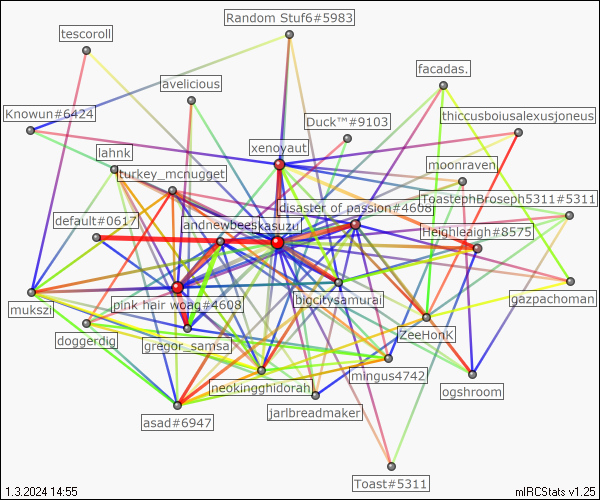 Random Stuf6#5983
tescoroll
facadas.
avelicious
Knowun#6424
thiccusboiusalexusjoneus
Duck™#9103
xenoyaut
lahnk
moonraven
turkey_mcnugget
ToastephBroseph5311#5311
disaster of passion#4608
default#0617
andnewbees
kasuzu
Heighleaigh#8575
pink hair woag#4608
bigcitysamurai
gazpachoman
mukszi
ZeeHonK
doggerdig
gregor_samsa
mingus4742
neokingghidorah
ogshroom
jarlbreadmaker
asad#6947
Toast#5311
1.3.2024 14:55
mIRCStats v1.25